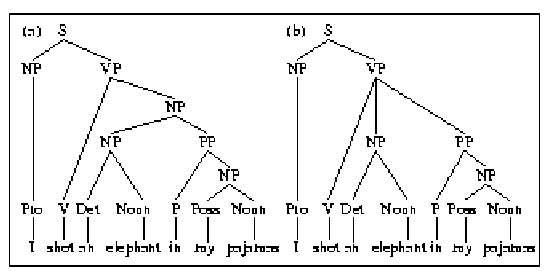 (a) S (b) S
NP VP NP VP
NP
NP PP NP PP
NP NP
Pro V Det Noun P Poss Noun Pro V Det Noun P Poss Noun
I shot an elephant in my pajamas I shot an elephant in my pajamas